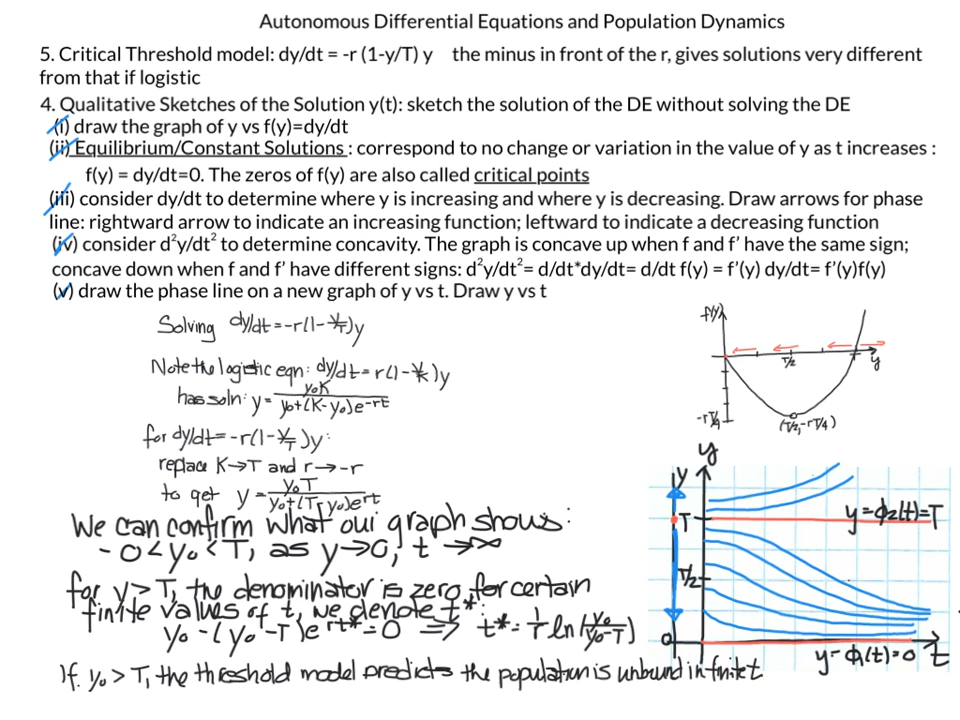 Autonomous Differential Equations and Population Dynamics
5. Critical Threshold model: dy/dt = -r (1-y/T) y the minus in front of the r, gives solutions very different
from that if logistic
4. Qualitative Sketches of the Solution y(t): sketch the solution of the DE without solving the DE
(i) draw the graph of y vs f(y)=dy/dt
(ii) Equilibrium/Constant Solutions : correspond to no change or variation in the value of y as t increases :
f(y) = dy/dt=0. The zeros of f(y) are also called critical points
(iii) consider dy/dt to determine where y is increasing and where y is decreasing. Draw arrows for phase
line: rightward arrow to indicate an increasing function; leftward to indicate a decreasing function
(iv) consider d²y/dt² to determine concavity. The graph is concave up when f and f' have the same sign;
concave down when f and f' have different signs: d²y/dt²= d/dt*dy/dt= d/dt f(y) = f'(y) dy/dt= f'(y)f(y)
(v) draw the phase line on a new graph of y vs t. Draw y vs t
Solving dy/dt = -r(1-y/T)y
Note the logistic eqn: dy/dt = r(1-y/K)y
has soln: y = y₀K / y₀+(K-y₀)e^-rt
for dy/dt = -r(1-y/T)y:
replace K→T and r→-r
to get y = y₀T / y₀+(T-y₀)e^rt
We can confirm what our graph shows:
- 0<y₀<T, as y→0, t→∞
for y>T, the denominator is zero for certain
finite values of t, we denote t*:
y₀-(y₀-T)e^rt*=0 ⇒ t*= 1/r ln(y₀/y₀-T)
If y₀>T, the threshold model predicts the population is unbund in finite t
f(y)
T/2
y
-rT/4
(T/2,-rT/4)
y
y
T
y=ϕ₂(t)=T
T/2
0
y=ϕ₁(t)=0
t